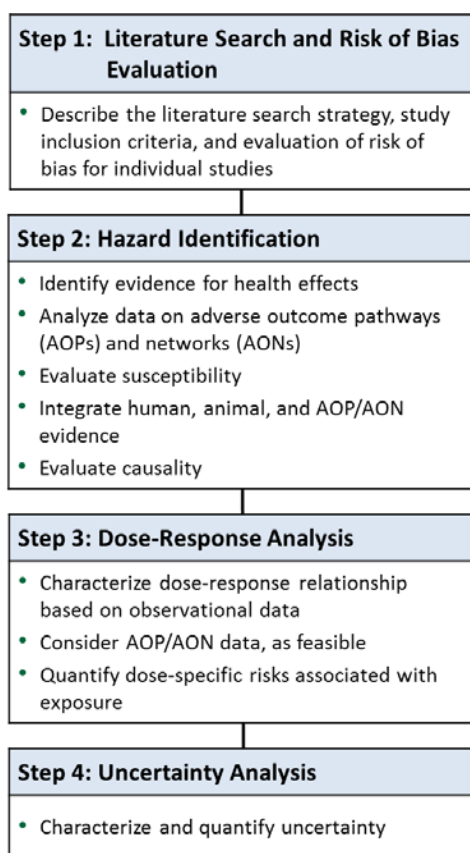 Step 1: Literature Search and Risk of Bias
Evaluation
• Describe the literature search strategy, study
inclusion criteria, and evaluation of risk of
bias for individual studies
Step 2: Hazard Identification
• Identify evidence for health effects
• Analyze data on adverse outcome pathways
(AOPs) and networks (AONs)
• Evaluate susceptibility
• Integrate human, animal, and AOP/AON
evidence
• Evaluate causality
Step 3: Dose-Response Analysis
• Characterize dose-response relationship
based on observational data
• Consider AOP/AON data, as feasible
• Quantify dose-specific risks associated with
exposure
Step 4: Uncertainty Analysis
• Characterize and quantify uncertainty